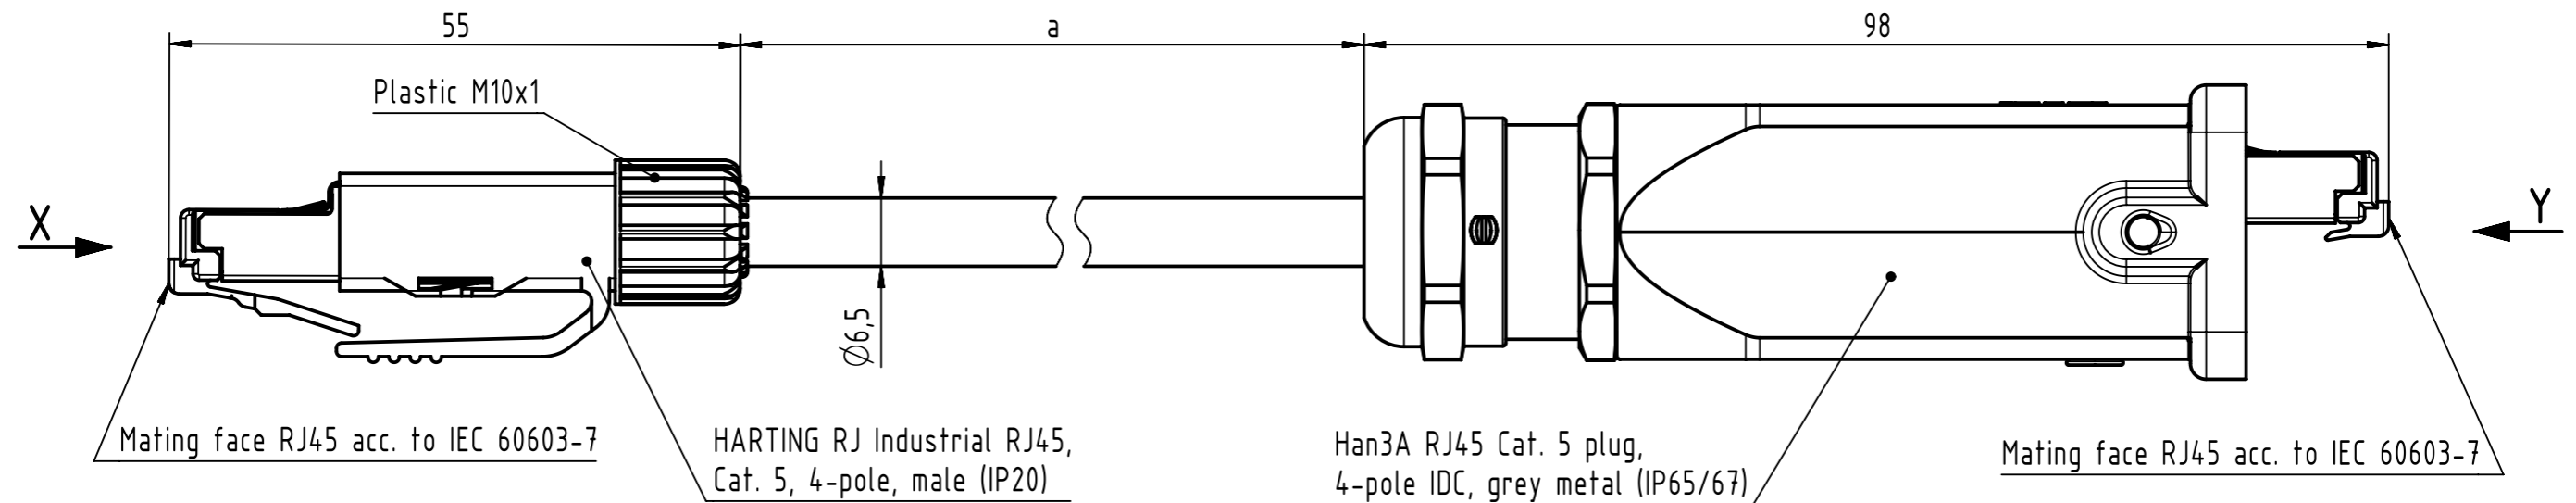 55
a
98
Plastic M10x1
X
Y
Ø6,5
Mating face RJ45 acc. to IEC 60603-7
HARTING RJ Industrial RJ45,
Cat. 5, 4-pole, male (IP20)
Han3A RJ45 Cat. 5 plug,
4-pole IDC, grey metal (IP65/67)
Mating face RJ45 acc. to IEC 60603-7